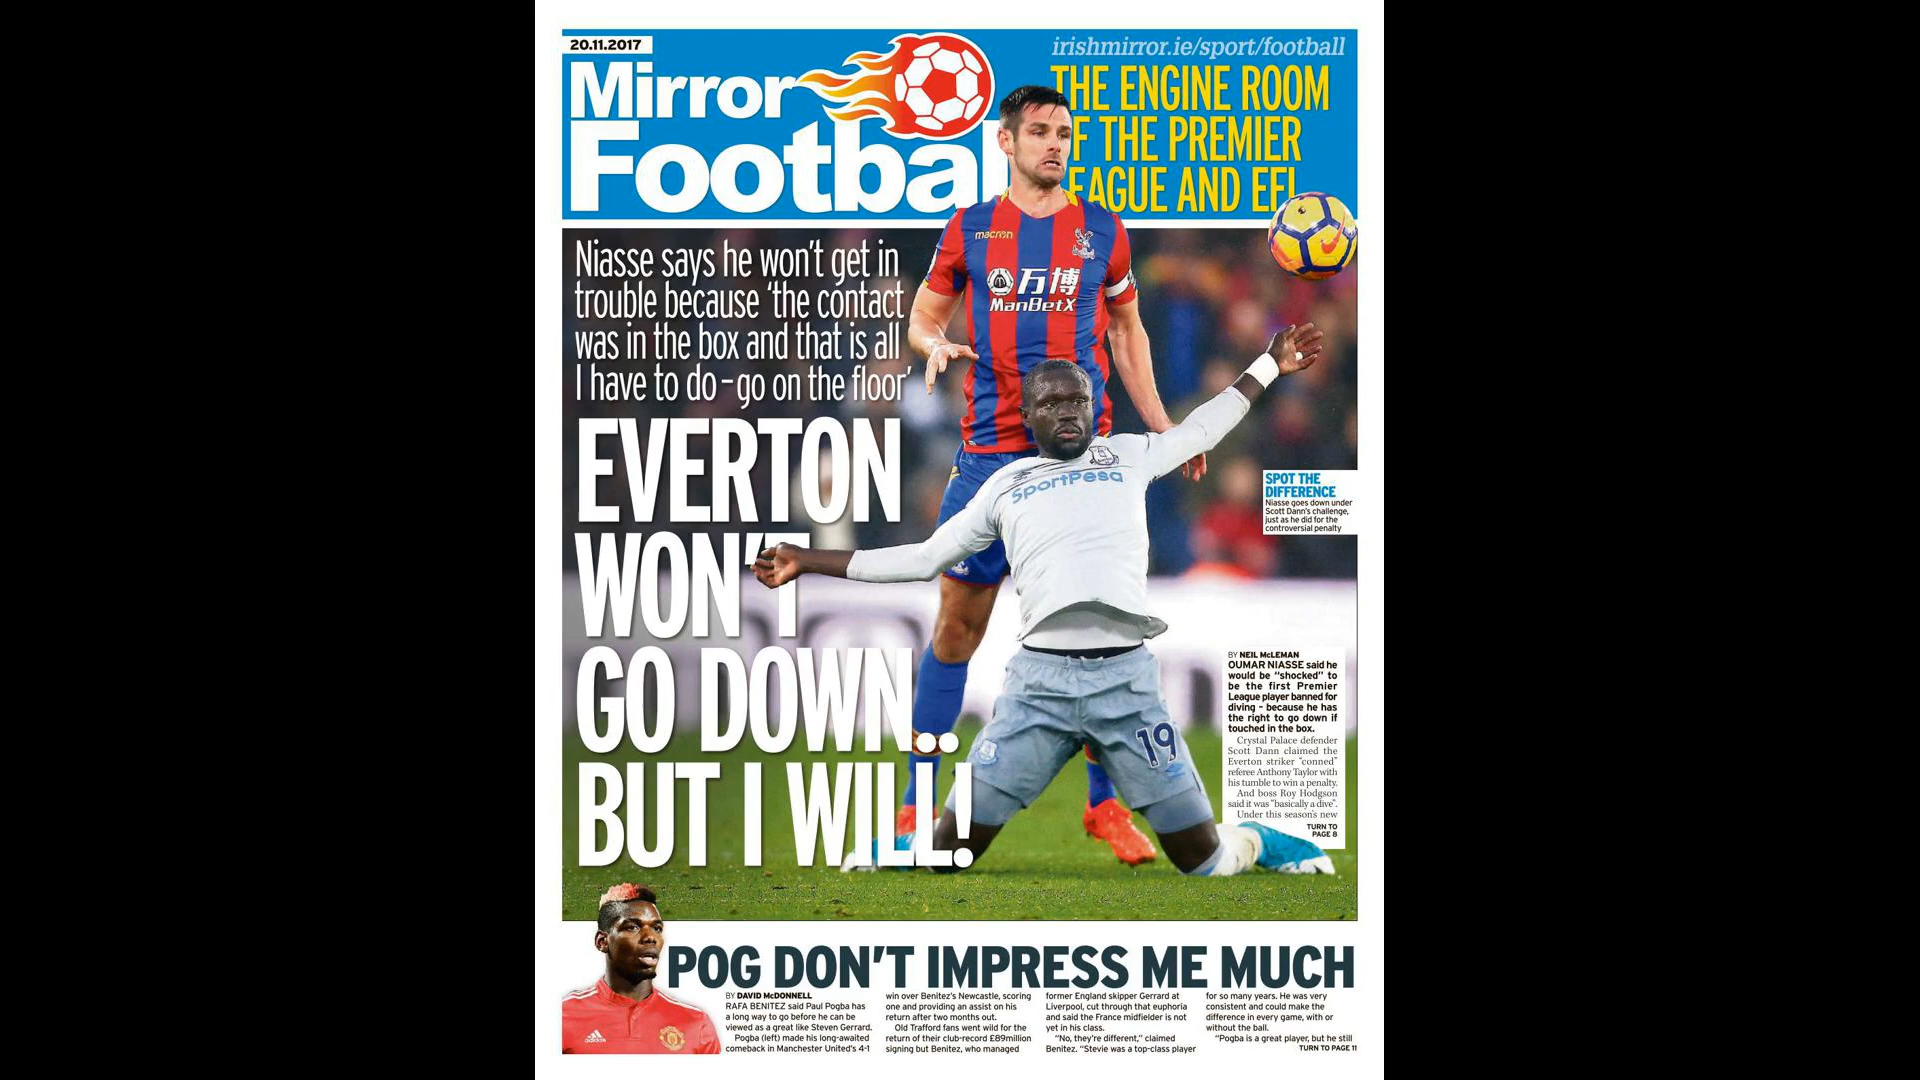 20.11.2017
irishmirror.ie/sport/football
Mirror
Footbal
THE ENGINE ROOM
F THE PREMIER
EAGUE AND EFL
Niasse says he won't get in
trouble because 'the contact
was in the box and that is all
I have to do - go on the floor'
EVERTON
WON'T
GO DOWN..
BUT I WILL!
macron
万博
ManBetX
SportPesa
19
SPOT THE
DIFFERENCE
Niasse goes down under
Scott Dann's challenge,
just as he did for the
controversial penalty
BY NEIL McLEMAN
OUMAR NIASSE said he
would be "shocked" to
be the first Premier
League player banned for
diving - because he has
the right to go down if
touched in the box.
Crystal Palace defender
Scott Dann claimed the
Everton striker "conned"
referee Anthony Taylor with
his tumble to win a penalty.
And boss Roy Hodgson
said it was "basically a dive".
Under this season's new
TURN TO
PAGE 8
POG DON'T IMPRESS ME MUCH
BY DAVID McDONNELL
RAFA BENITEZ said Paul Pogba has
a long way to go before he can be
viewed as a great like Steven Gerrard.
Pogba (left) made his long-awaited
comeback in Manchester United's 4-1
win over Benitez's Newcastle, scoring
one and providing an assist on his
return after two months out.
Old Trafford fans went wild for the
return of their club-record £89million
signing but Benitez, who managed
former England skipper Gerrard at
Liverpool, cut through that euphoria
and said the France midfielder is not
yet in his class.
"No, they're different," claimed
Benitez. "Stevie was a top-class player
for so many years. He was very
consistent and could make the
difference in every game, with or
without the ball.
"Pogba is a great player, but he still
TURN TO PAGE 11
adidas